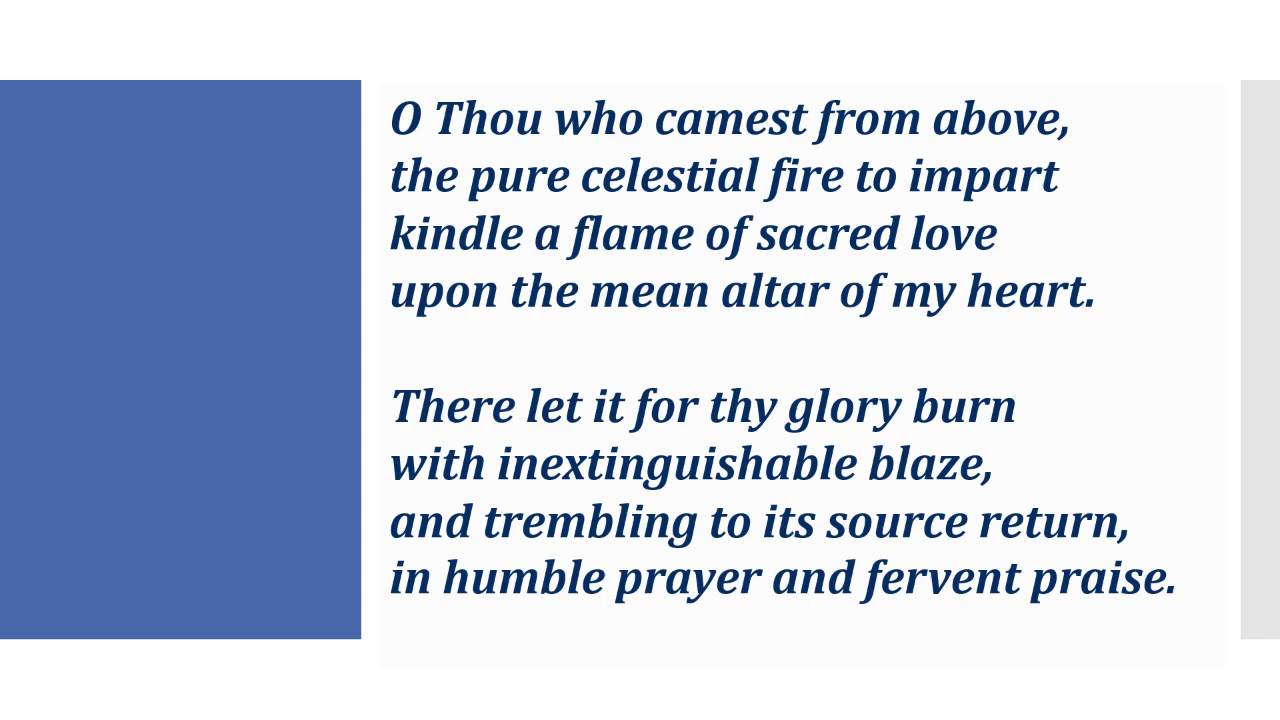 O Thou who camest from above,
the pure celestial fire to impart
kindle a flame of sacred love
upon the mean altar of my heart.
There let it for thy glory burn
with inextinguishable blaze,
and trembling to its source return,
in humble prayer and fervent praise.